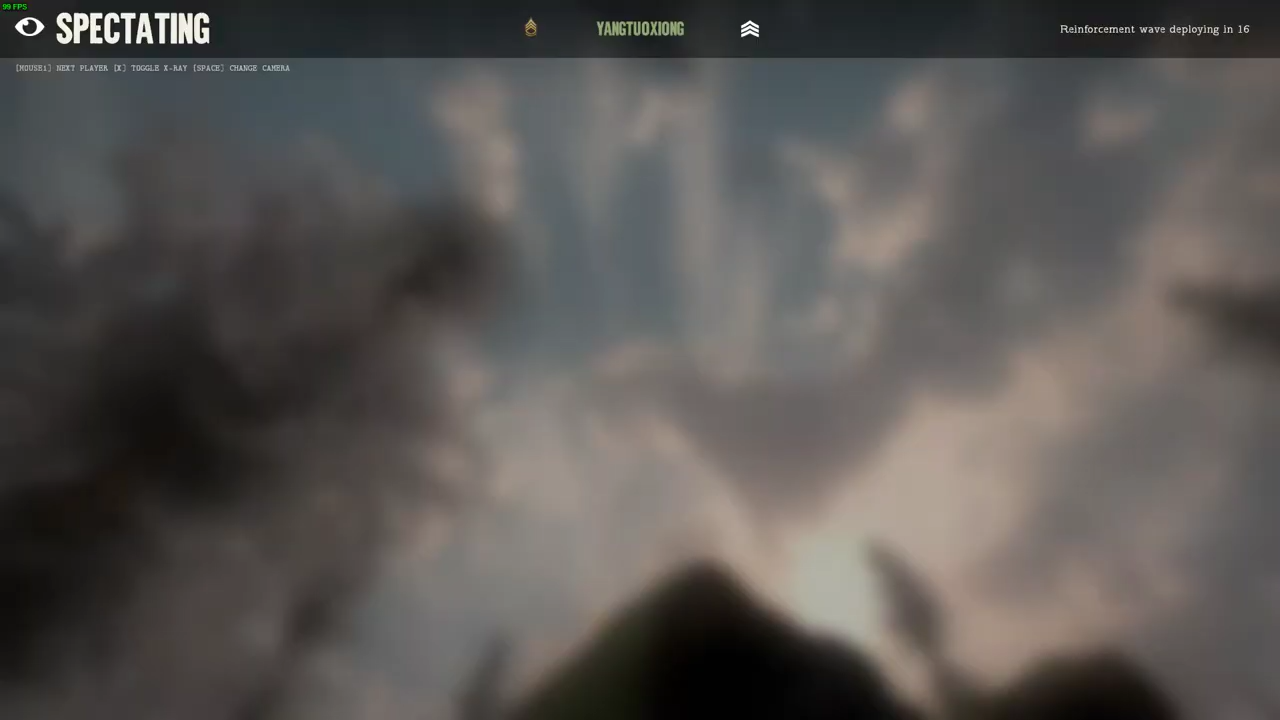 99 FPS
SPECTATING
YANGTUOXIONG
Reinforcement wave deploying in 16
[MOUSE1] NEXT PLAYER [X] TOGGLE X-RAY [SPACE] CHANGE CAMERA